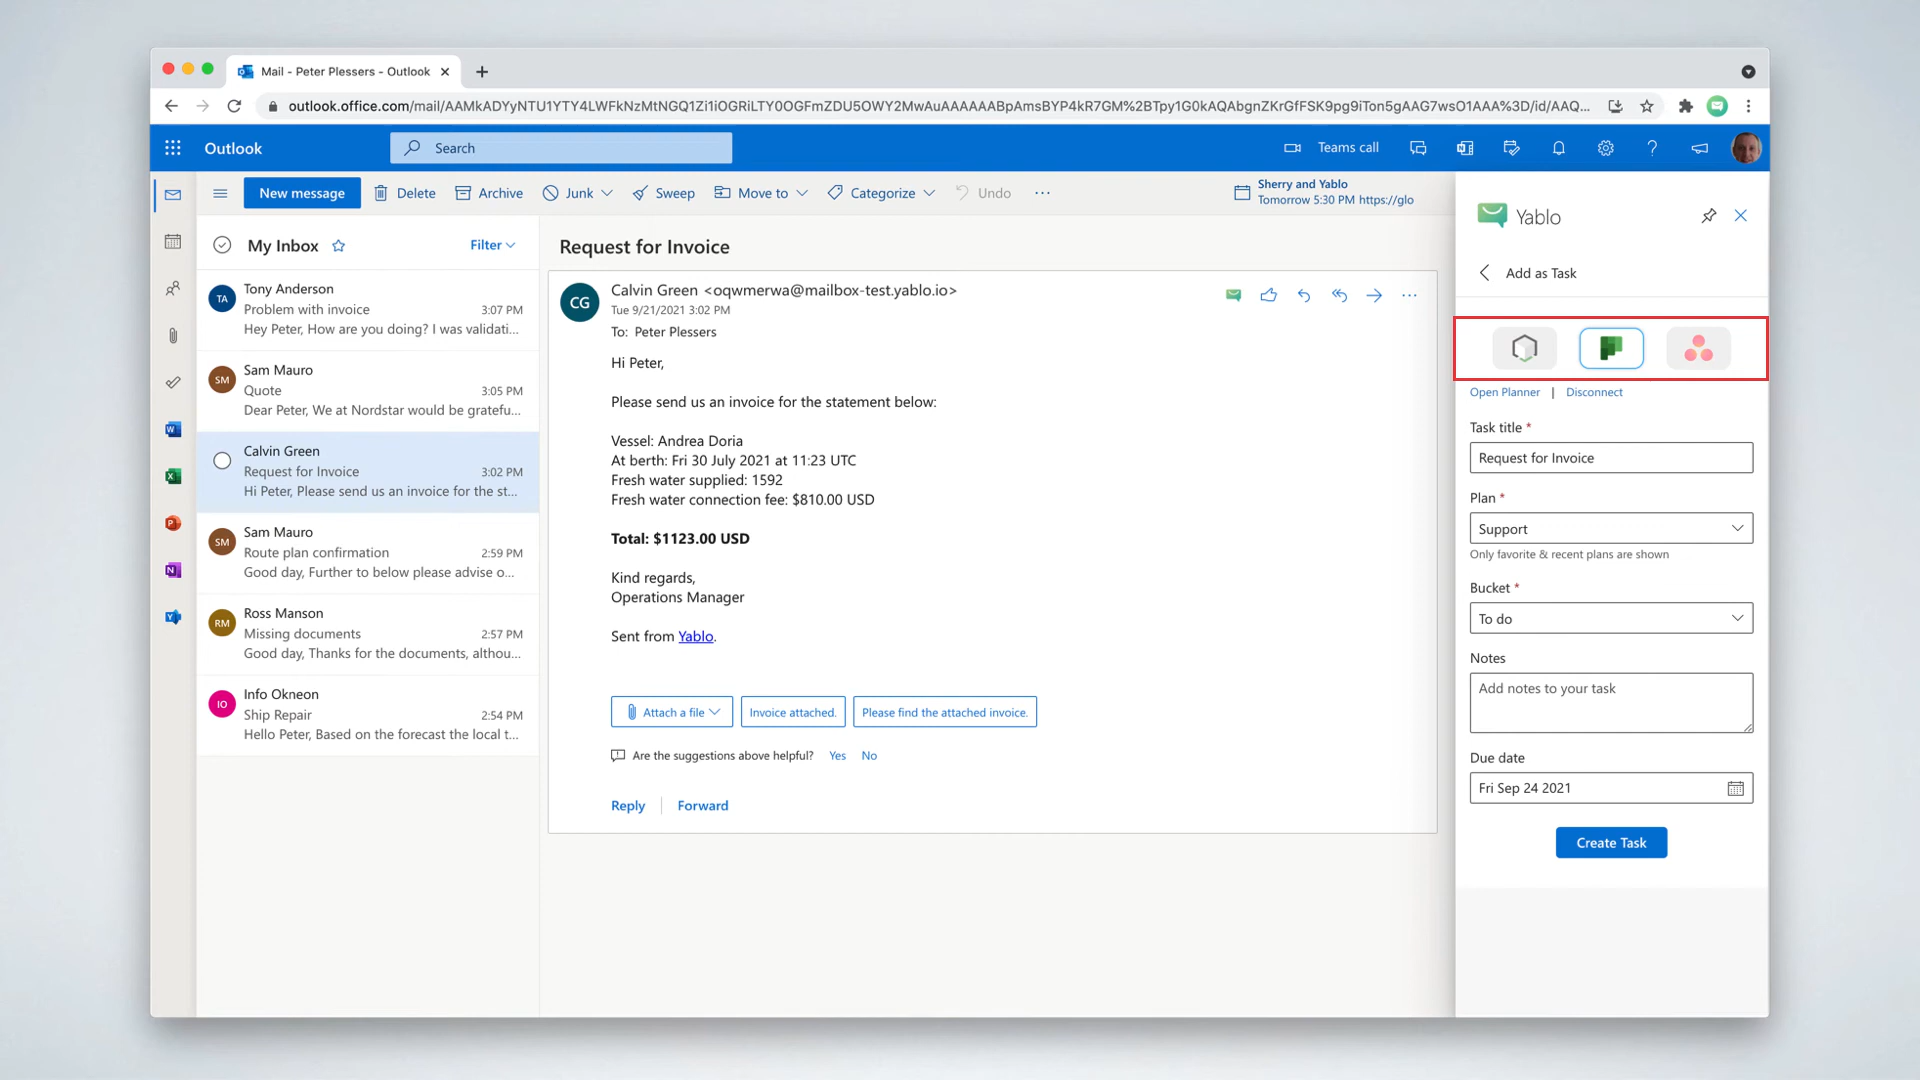 Mail - Peter Plessers - Outlook
outlook.office.com/mail/AAMkADYyNTU1YTY4LWFkNzMtNGQ1Zi1iOGRiLTY0OGFmZDU5OWY2MwAuAAAAAABpAmsBYP4kR7GM%2BTpy1G0kAQAbgnZKrGfFSK9pg9iTon5gAAG7wsO1AAA%3D/id/AAQ...
Outlook
Search
Teams call
New message
Delete
Archive
Junk
Sweep
Move to
Categorize
Undo
Sherry and Yablo
Tomorrow 5:30 PM https://glo
My Inbox
Filter
TA
Tony Anderson
Problem with invoice 3:07 PM
Hey Peter, How are you doing? I was validati...
SM
Sam Mauro
Quote 3:05 PM
Dear Peter, We at Nordstar would be gratefu...
Calvin Green
Request for Invoice 3:02 PM
Hi Peter, Please send us an invoice for the st...
SM
Sam Mauro
Route plan confirmation 2:59 PM
Good day, Further to below please advise o...
RM
Ross Manson
Missing documents 2:57 PM
Good day, Thanks for the documents, althou...
IO
Info Okneon
Ship Repair 2:54 PM
Hello Peter, Based on the forecast the local t...
Request for Invoice
CG
Calvin Green <oqwmerwa@mailbox-test.yablo.io>
Tue 9/21/2021 3:02 PM
To: Peter Plessers
Hi Peter,
Please send us an invoice for the statement below:
Vessel: Andrea Doria
At berth: Fri 30 July 2021 at 11:23 UTC
Fresh water supplied: 1592
Fresh water connection fee: $810.00 USD
Total: $1123.00 USD
Kind regards,
Operations Manager
Sent from Yablo.
Attach a file
Invoice attached.
Please find the attached invoice.
Are the suggestions above helpful? Yes No
Reply
Forward
Yablo
Add as Task
Open Planner | Disconnect
Task title *
Request for Invoice
Plan *
Support
Only favorite & recent plans are shown
Bucket *
To do
Notes
Add notes to your task
Due date
Fri Sep 24 2021
Create Task